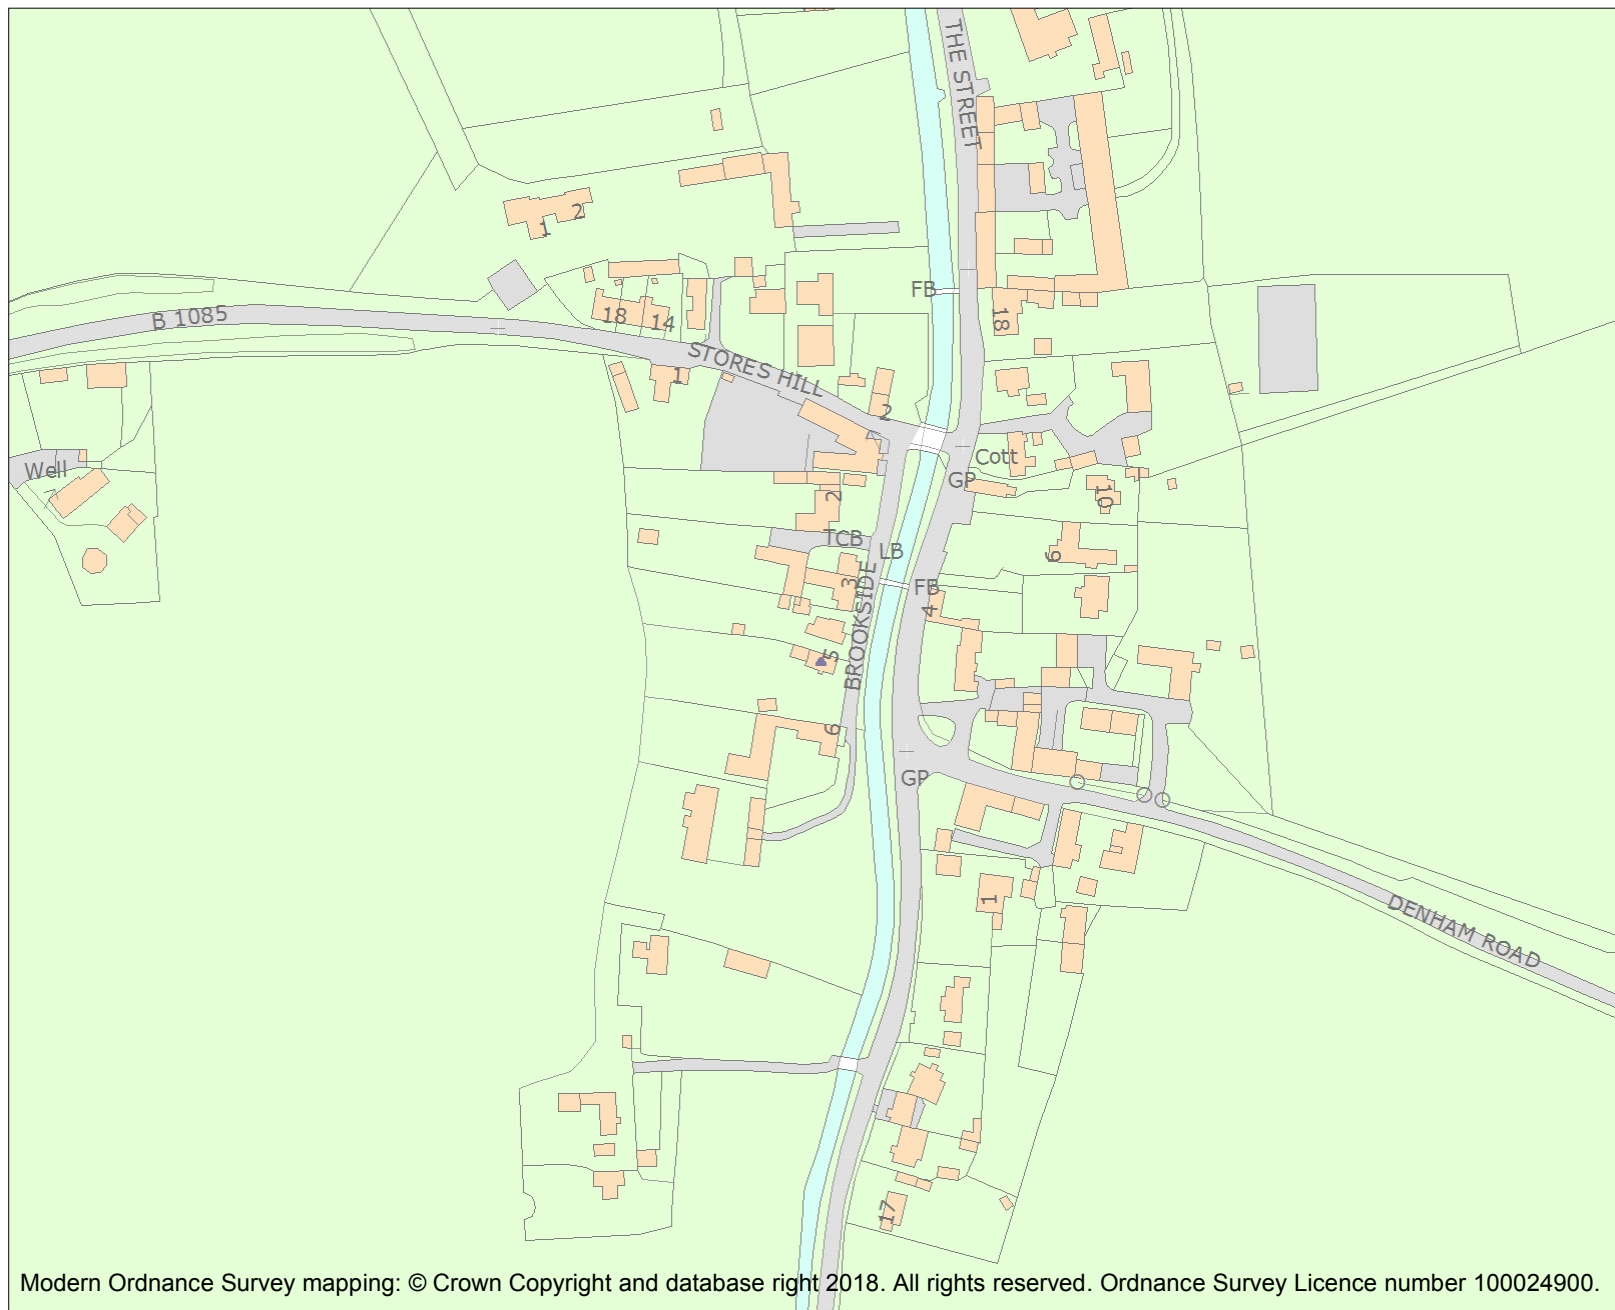 THE STREET
1
2
FB
B 1085
18
14
18
STORES HILL
1
2
Cott
Well
GP
2
10
TCB
LB
6
3
FB
4
BROOKSIDE
5
6
GP
1
DENHAM ROAD
17
Modern Ordnance Survey mapping: © Crown Copyright and database right 2018. All rights reserved. Ordnance Survey Licence number 100024900.